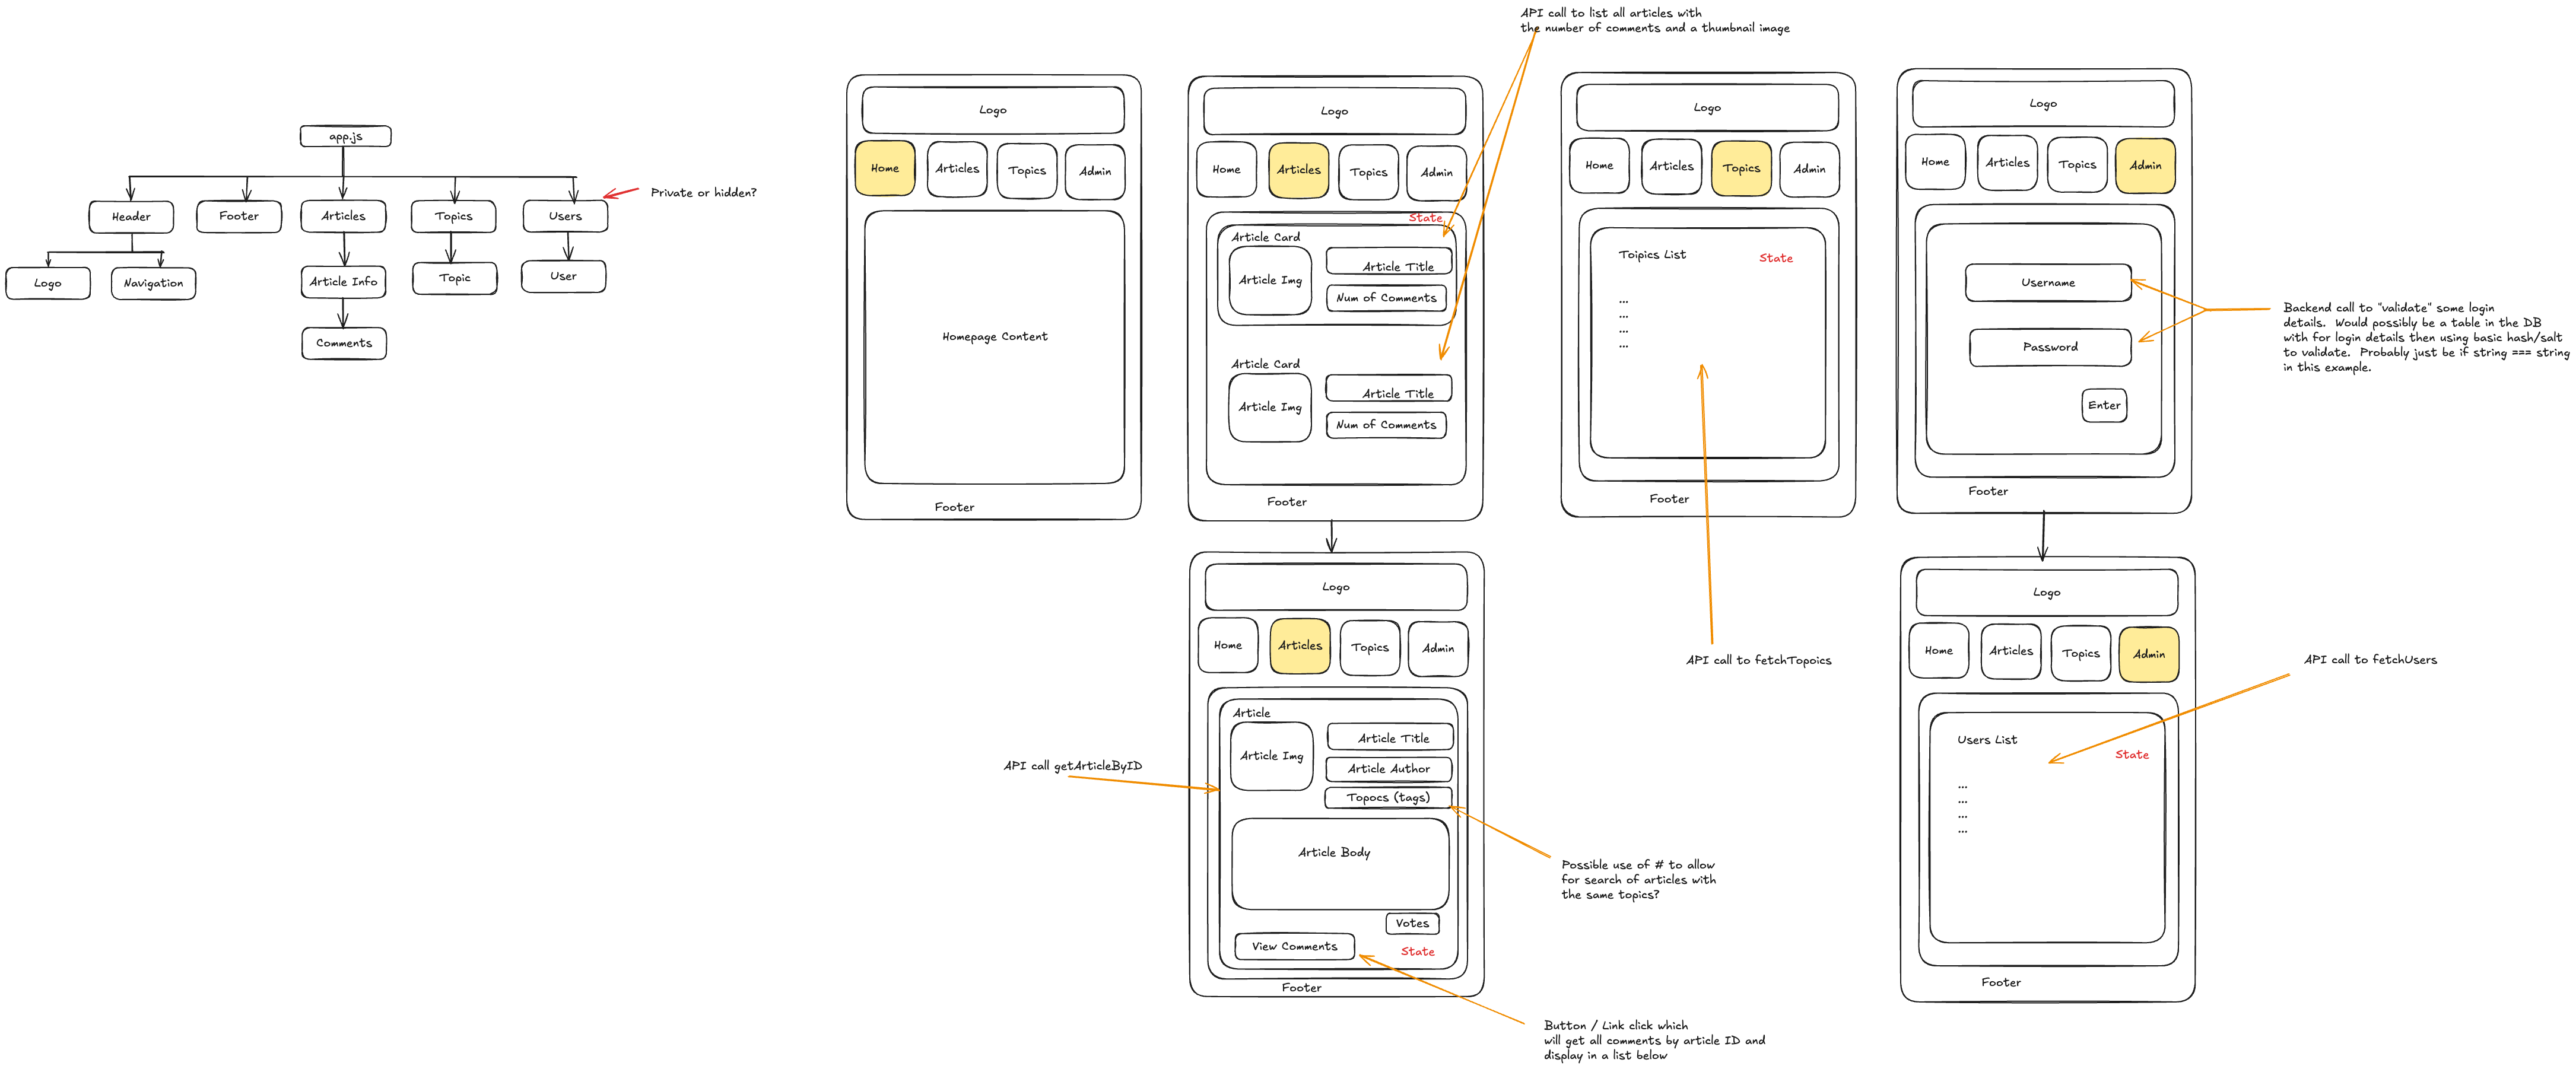 app.js
Private or hidden?
Header
Footer
Articles
Topics
Users
Logo
Navigation
Article Info
Topic
User
Comments
Logo
Home
Articles
Topics
Admin
Homepage Content
Footer
API call to list all articles with
the number of comments and a thumbnail image
Logo
Home
Articles
Topics
Admin
State
Article Card
Article Img
Article Title
Num of Comments
Article Card
Article Img
Article Title
Num of Comments
Footer
Logo
Home
Articles
Topics
Admin
Toipics List
State
...
...
...
...
Footer
API call to fetchTopoics
Logo
Home
Articles
Topics
Admin
Username
Password
Enter
Footer
Backend call to "validate" some login
details. Would possibly be a table in the DB
with for login details then using basic hash/salt
to validate. Probably just be if string === string
in this example.
Logo
Home
Articles
Topics
Admin
Article
Article Img
Article Title
Article Author
Topocs (tags)
Article Body
Votes
View Comments
State
Footer
API call getArticleByID
Possible use of # to allow
for search of articles with
the same topics?
Button / Link click which
will get all comments by article ID and
display in a list below
Logo
Home
Articles
Topics
Admin
Users List
State
...
...
...
...
Footer
API call to fetchUsers